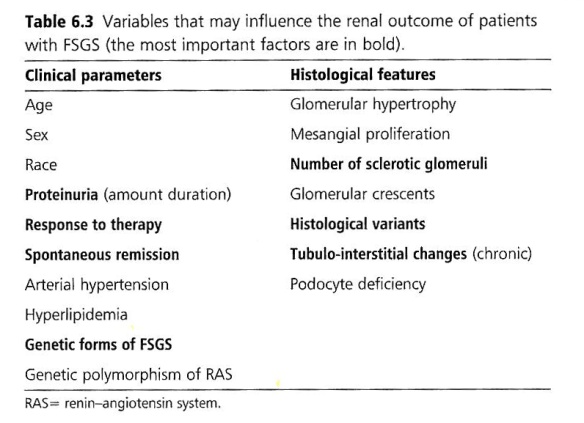 Table 6.3 Variables that may influence the renal outcome of patients
with FSGS (the most important factors are in bold).
Clinical parameters Histological features
Age Glomerular hypertrophy
Sex Mesangial proliferation
Race Number of sclerotic glomeruli
Proteinuria (amount duration) Glomerular crescents
Response to therapy Histological variants
Spontaneous remission Tubulo-interstitial changes (chronic)
Arterial hypertension Podocyte deficiency
Hyperlipidemia
Genetic forms of FSGS
Genetic polymorphism of RAS
RAS= renin–angiotensin system.